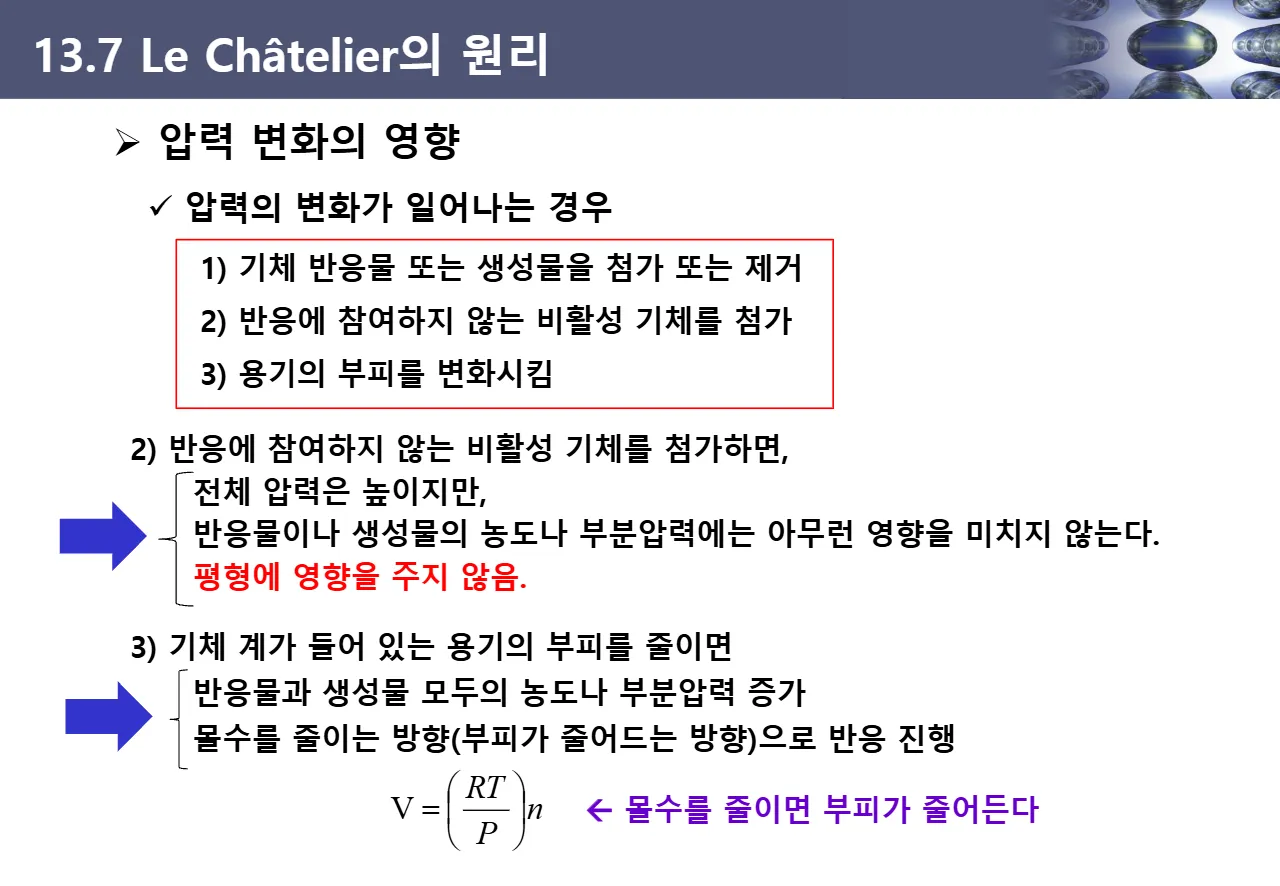 13.7 Le Châtelier의 원리
➢ 압력 변화의 영향
✓ 압력의 변화가 일어나는 경우
1) 기체 반응물 또는 생성물을 첨가 또는 제거
2) 반응에 참여하지 않는 비활성 기체를 첨가
3) 용기의 부피를 변화시킴
2) 반응에 참여하지 않는 비활성 기체를 첨가하면,
전체 압력은 높이지만,
반응물이나 생성물의 농도나 부분압력에는 아무런 영향을 미치지 않는다.
평형에 영향을 주지 않음.
3) 기체 계가 들어 있는 용기의 부피를 줄이면
반응물과 생성물 모두의 농도나 부분압력 증가
몰수를 줄이는 방향(부피가 줄어드는 방향)으로 반응 진행
V = (RT/P)n ← 몰수를 줄이면 부피가 줄어든다